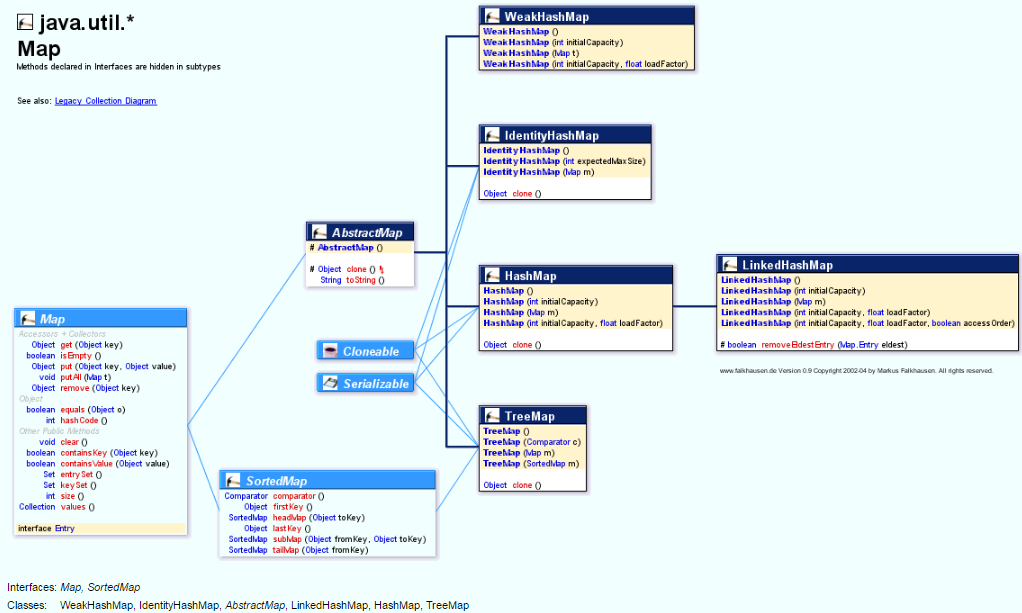 java.util.*
Map
Methods declared in Interfaces are hidden in subtypes
See also: Legacy Collection Diagram
WeakHashMap
WeakHashMap ()
WeakHashMap (int initialCapacity)
WeakHashMap (Map t)
WeakHashMap (int initialCapacity, float loadFactor)
IdentityHashMap
IdentityHashMap ()
IdentityHashMap (int expectedMaxSize)
IdentityHashMap (Map m)
Object clone ()
AbstractMap
# AbstractMap ()
# Object clone ()
String toString ()
HashMap
HashMap ()
HashMap (int initialCapacity)
HashMap (Map m)
HashMap (int initialCapacity, float loadFactor)
Object clone ()
LinkedHashMap
LinkedHashMap ()
LinkedHashMap (int initialCapacity)
LinkedHashMap (Map m)
LinkedHashMap (int initialCapacity, float loadFactor)
LinkedHashMap (int initialCapacity, float loadFactor, boolean accessOrder)
# boolean removeEldestEntry (Map.Entry eldest)
www.falkhausen.de Version 0.9 Copyright 2002-04 by Markus Falkhausen. All rights reserved.
Map
Accessors + Collectors
Object get (Object key)
boolean isEmpty ()
Object put (Object key, Object value)
void putAll (Map t)
Object remove (Object key)
Object
boolean equals (Object o)
int hashCode ()
Other Public Methods
void clear ()
boolean containsKey (Object key)
boolean containsValue (Object value)
Set entrySet ()
Set keySet ()
int size ()
Collection values ()
interface Entry
Cloneable
Serializable
TreeMap
TreeMap ()
TreeMap (Comparator c)
TreeMap (Map m)
TreeMap (SortedMap m)
Object clone ()
SortedMap
Comparator comparator ()
Object firstKey ()
SortedMap headMap (Object toKey)
Object lastKey ()
SortedMap subMap (Object fromKey, Object toKey)
SortedMap tailMap (Object fromKey)
Interfaces: Map, SortedMap
Classes: WeakHashMap, IdentityHashMap, AbstractMap, LinkedHashMap, HashMap, TreeMap